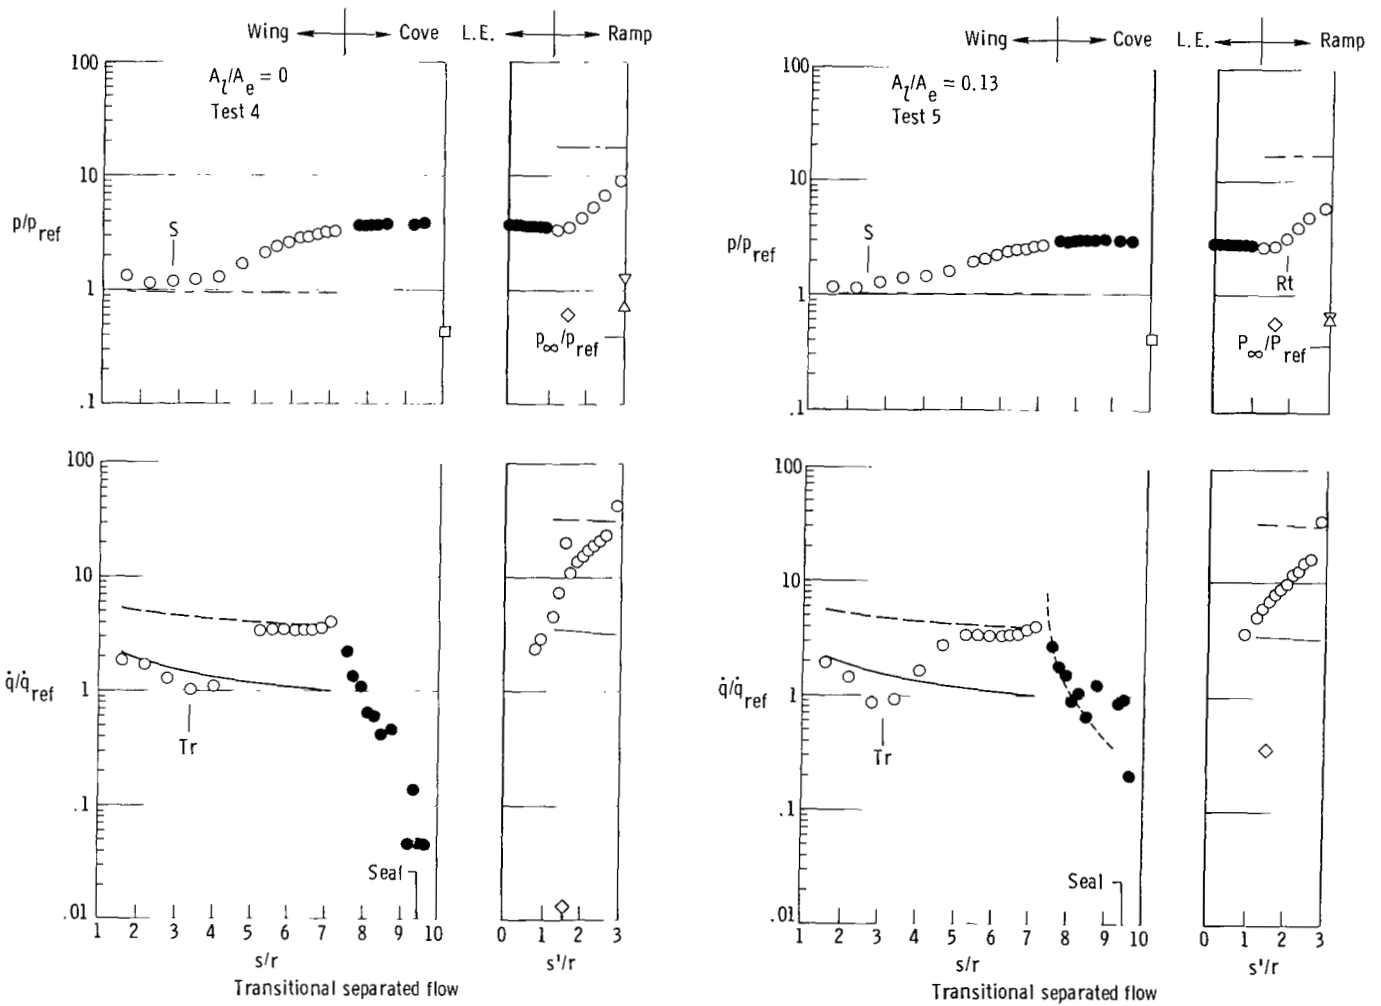 Wing Cove L.E. Ramp
100
A_l/A_e = 0
Test 4
10
p/p_ref
S
1
p_∞/p_ref
.1
100
10
q̇/q̇_ref
1
Tr
.1
Seal
.01
1 2 3 4 5 6 7 8 9 10
s/r
0 1 2 3
s'/r
Transitional separated flow
Wing Cove L.E. Ramp
100
A_l/A_e = 0.13
Test 5
10
p/p_ref
S
Rt
1
P_∞/P_ref
.1
100
10
q̇/q̇_ref
1
Tr
.1
Seal
.01
1 2 3 4 5 6 7 8 9 10
s/r
0 1 2 3
s'/r
Transitional separated flow